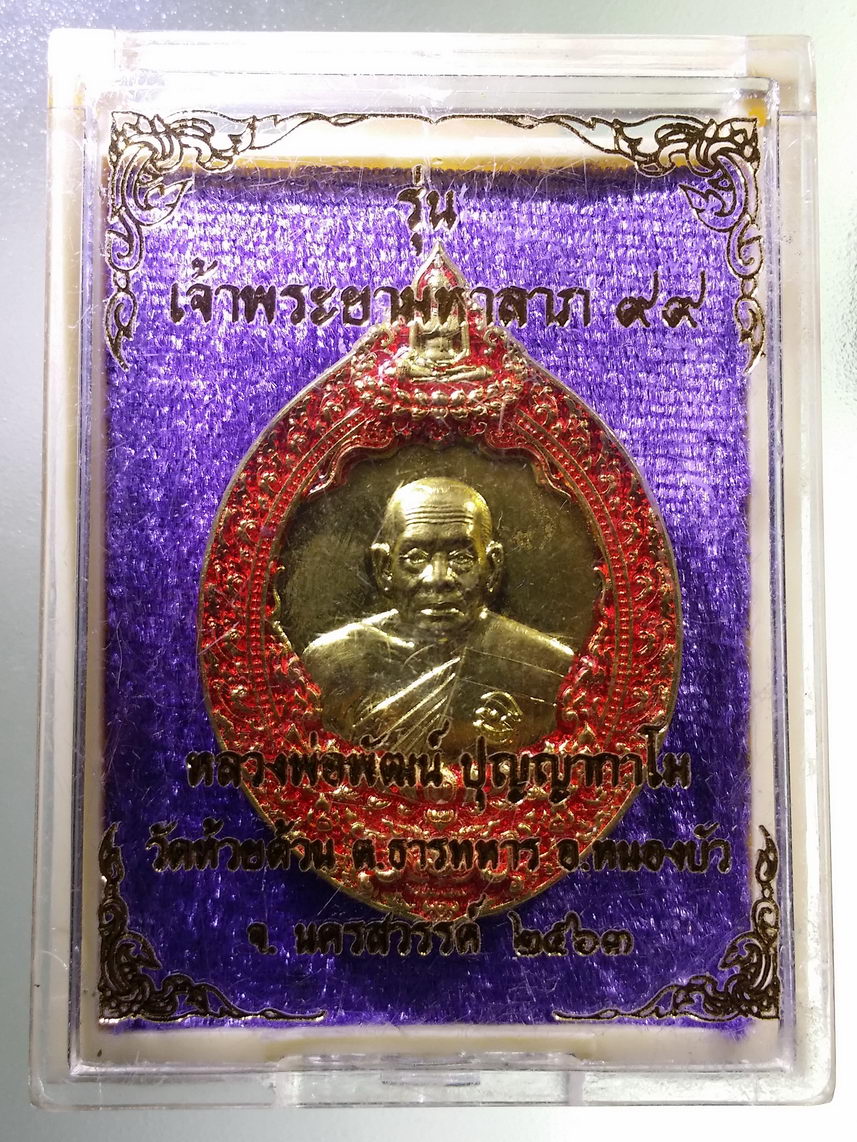 รุ่น
เจ้าพระยามหาลาภ ๙๙
หลวงพ่อพัฒน์ ปุญญากาโม
วัดห้วยด้วน ต.ธารทหาร อ.หนองบัว
จ. นครสวรรค์ ๒๕๖๓